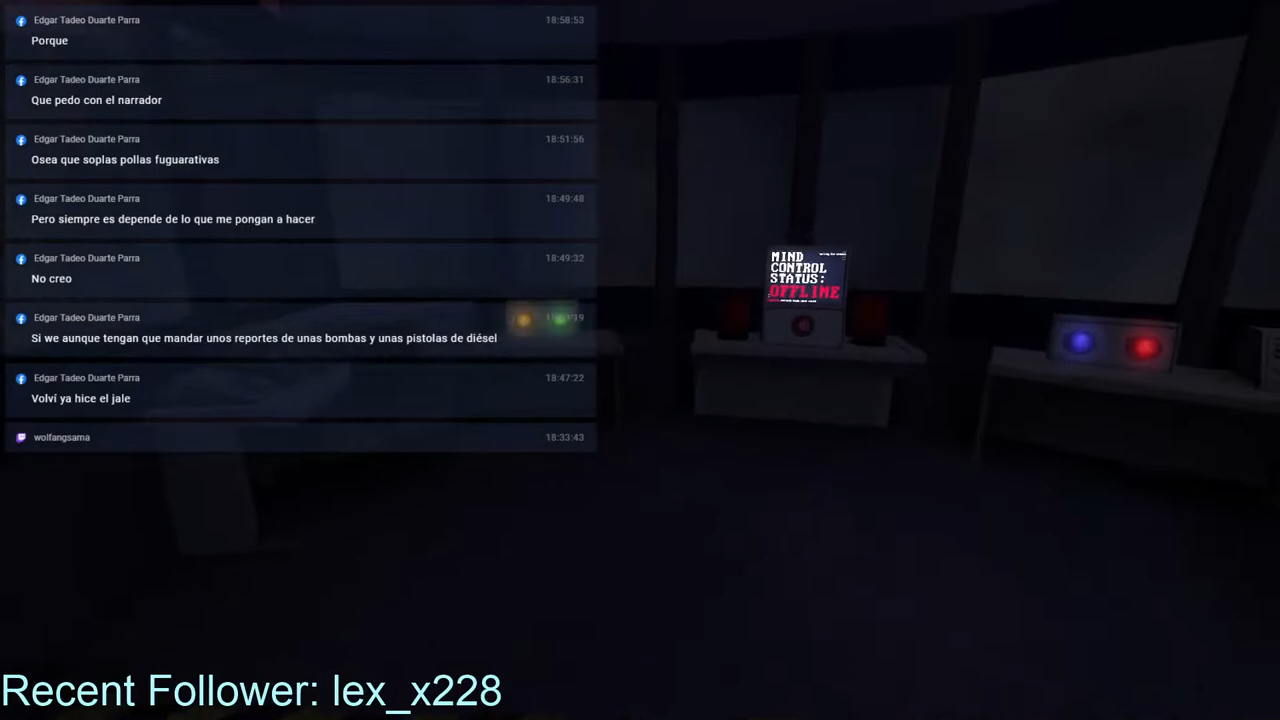 Edgar Tadeo Duarte Parra 18:58:53
Porque
Edgar Tadeo Duarte Parra 18:56:31
Que pedo con el narrador
Edgar Tadeo Duarte Parra 18:51:56
Osea que soplas pollas fuguarativas
Edgar Tadeo Duarte Parra 18:49:48
Pero siempre es depende de lo que me pongan a hacer
Edgar Tadeo Duarte Parra 18:49:32
No creo
Edgar Tadeo Duarte Parra
Si we aunque tengan que mandar unos reportes de unas bombas y unas pistolas de diésel
Edgar Tadeo Duarte Parra 18:47:22
Volví ya hice el jale
wolfangsama 18:33:43
MIND
CONTROL
STATUS:
OFFLINE
Recent Follower: lex_x228